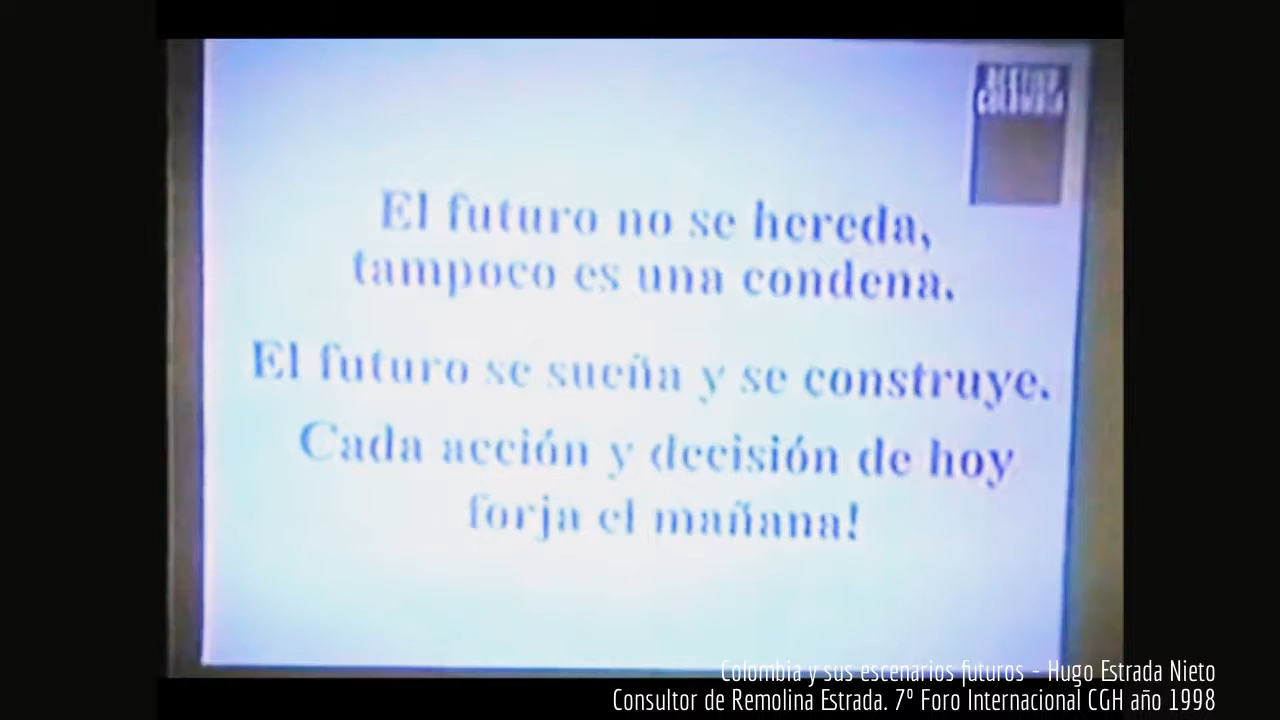 DESTINO
COLOMBIA
El futuro no se hereda,
tampoco es una condena.
El futuro se sueña y se construye.
Cada acción y decisión de hoy
forja el mañana!
Colombia y sus escenarios futuros - Hugo Estrada Nieto
Consultor de Remolina Estrada. 7º Foro Internacional CGH año 1998